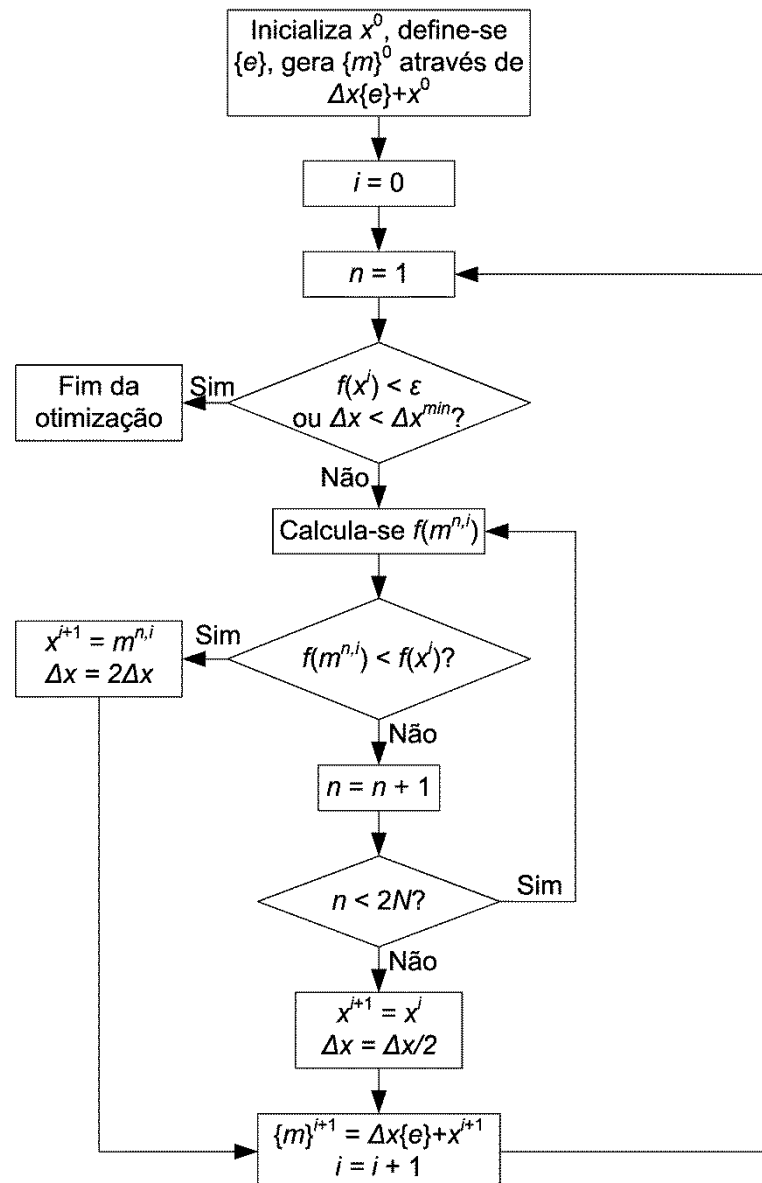 Inicializa x⁰, define-se
{e}, gera {m}⁰ através de
Δx{e}+x⁰
i = 0
n = 1
f(xⁱ) < ε
ou Δx < Δxᵐⁱⁿ?
Sim
Fim da
otimização
Não
Calcula-se f(mⁿ,ⁱ)
f(mⁿ,ⁱ) < f(xⁱ)?
Sim
xⁱ⁺¹ = mⁿ,ⁱ
Δx = 2Δx
Não
n = n + 1
n < 2N?
Sim
Não
xⁱ⁺¹ = xⁱ
Δx = Δx/2
{m}ⁱ⁺¹ = Δx{e}+xⁱ⁺¹
i = i + 1